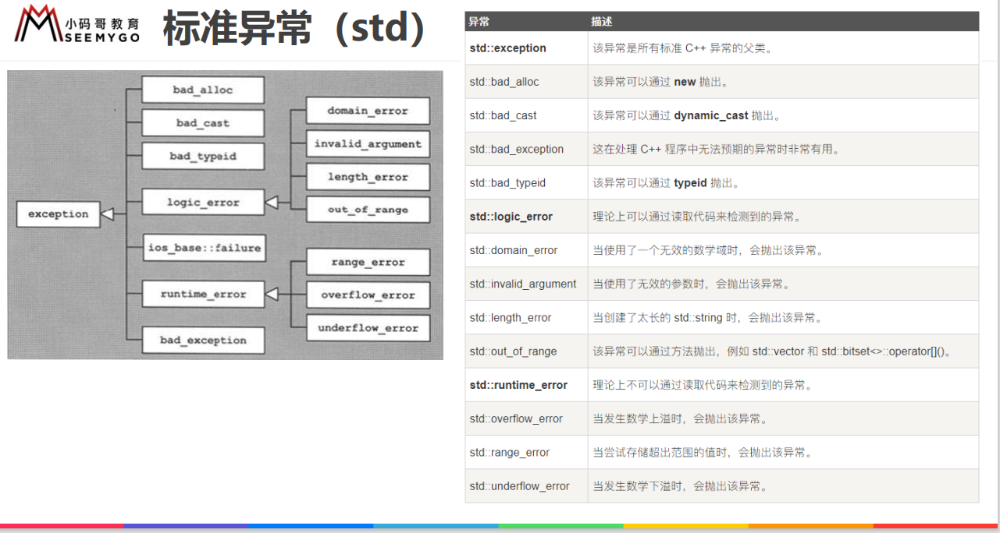 小码哥教育
SEEMYGO
标准异常（std）
bad_alloc
bad_cast
bad_typeid
logic_error
exception
ios_base::failure
runtime_error
bad_exception
domain_error
invalid_argument
length_error
out_of_range
range_error
overflow_error
underflow_error
异常 描述
std::exception 该异常是所有标准 C++ 异常的父类。
std::bad_alloc 该异常可以通过 new 抛出。
std::bad_cast 该异常可以通过 dynamic_cast 抛出。
std::bad_exception 这在处理 C++ 程序中无法预期的异常时非常有用。
std::bad_typeid 该异常可以通过 typeid 抛出。
std::logic_error 理论上可以通过读取代码来检测到的异常。
std::domain_error 当使用了一个无效的数学域时，会抛出该异常。
std::invalid_argument 当使用了无效的参数时，会抛出该异常。
std::length_error 当创建了太长的 std::string 时，会抛出该异常。
std::out_of_range 该异常可以通过方法抛出，例如 std::vector 和 std::bitset<>::operator[]()。
std::runtime_error 理论上不可以通过读取代码来检测到的异常。
std::overflow_error 当发生数学上溢时，会抛出该异常。
std::range_error 当尝试存储超出范围的值时，会抛出该异常。
std::underflow_error 当发生数学下溢时，会抛出该异常。